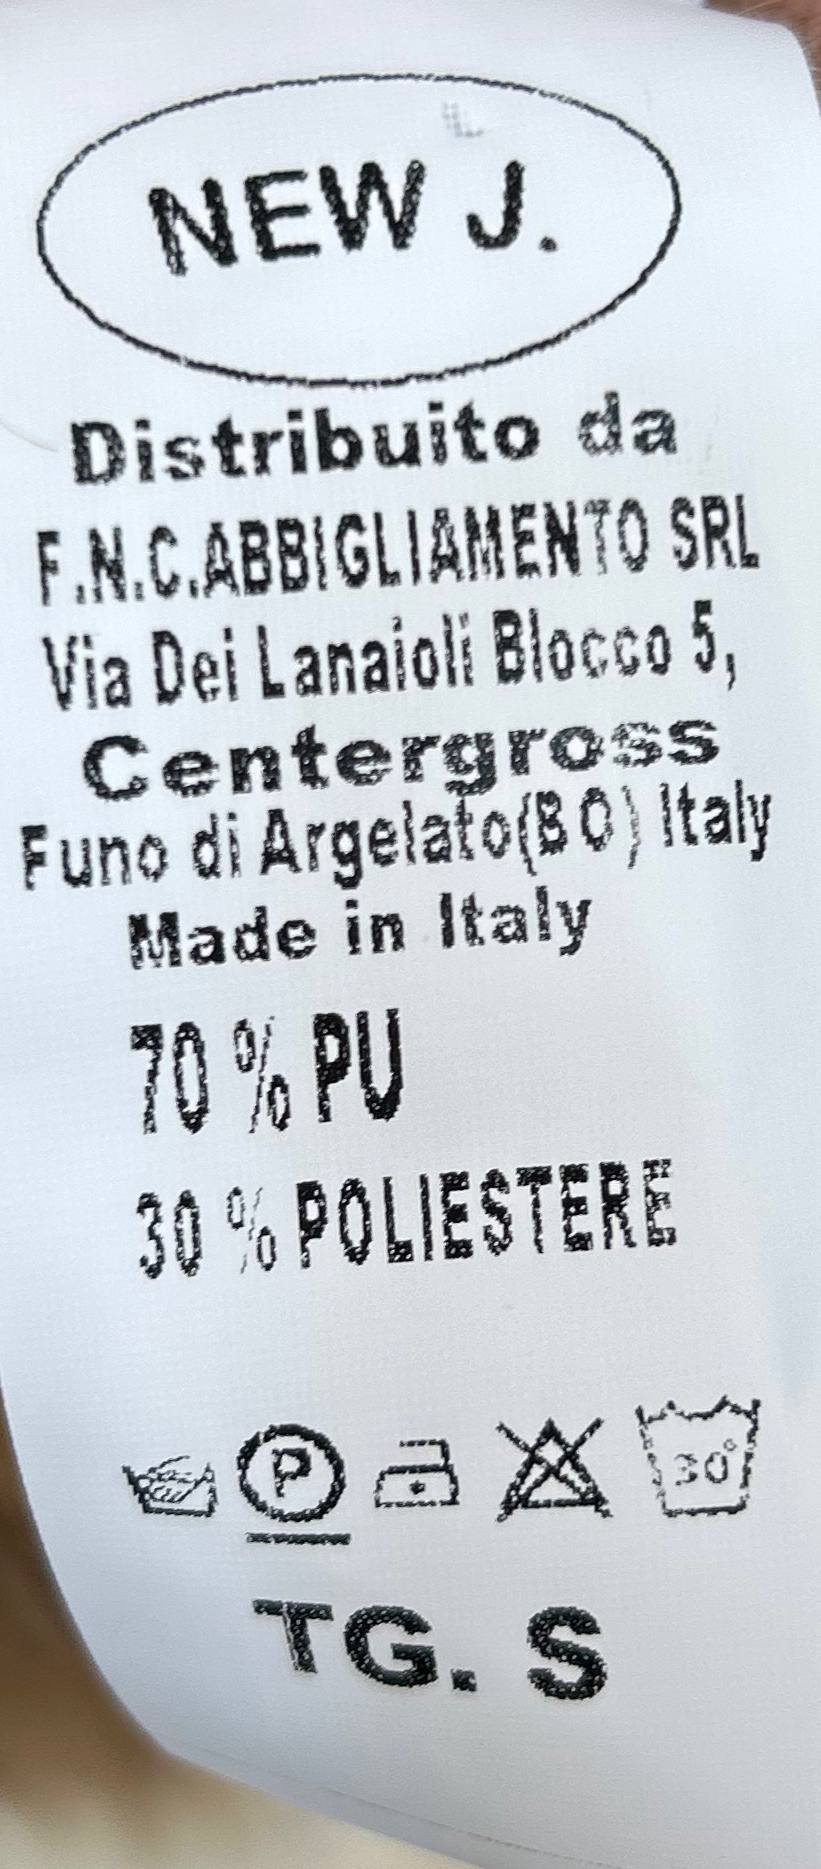 NEW J.
Distribuito da
F.N.C.ABBIGLIAMENTO SRL
Via Dei Lanaioli Blocco 5,
Centergross
Funo di Argelato(BO) Italy
Made in Italy
70 % PU
30 % POLIESTERE
P 30°
TG. S